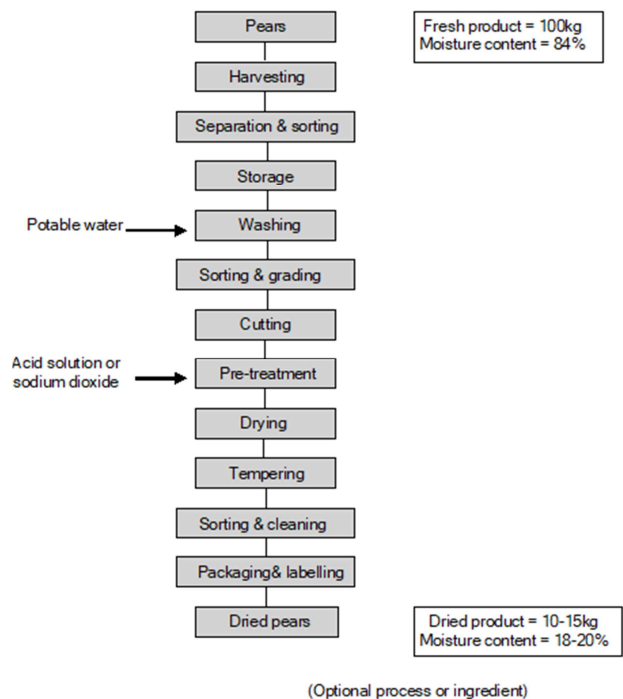 Pears
Fresh product = 100kg
Moisture content = 84%
Harvesting
Separation & sorting
Storage
Potable water
Washing
Sorting & grading
Cutting
Acid solution or
sodium dioxide
Pre-treatment
Drying
Tempering
Sorting & cleaning
Packaging& labelling
Dried pears
Dried product = 10-15kg
Moisture content = 18-20%
(Optional process or ingredient)